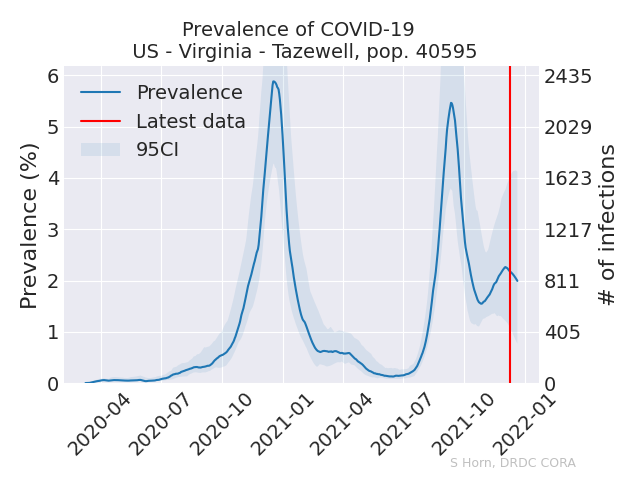 Prevalence of COVID-19
US - Virginia - Tazewell, pop. 40595
Prevalence
Latest data
95CI
Prevalence (%)
6
5
4
3
2
1
0
2435
2029
1623
1217
811
405
0
# of infections
2020-04
2020-07
2020-10
2021-01
2021-04
2021-07
2021-10
2022-01
S Horn, DRDC CORA